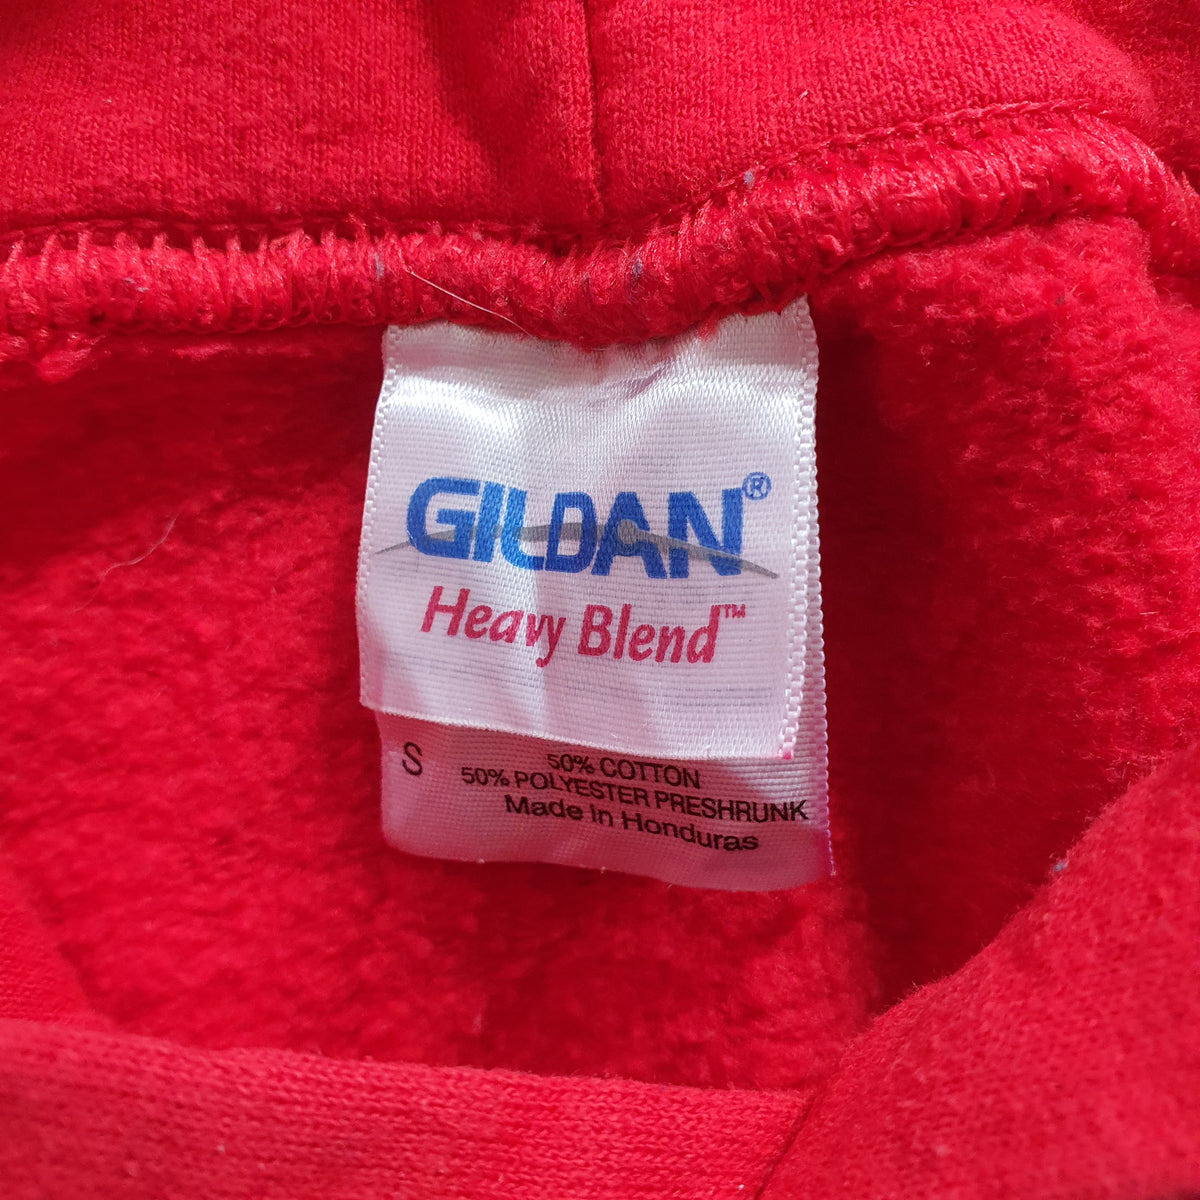 GILDAN®
Heavy Blend™
S
50% COTTON
50% POLYESTER PRESHRUNK
Made in Honduras